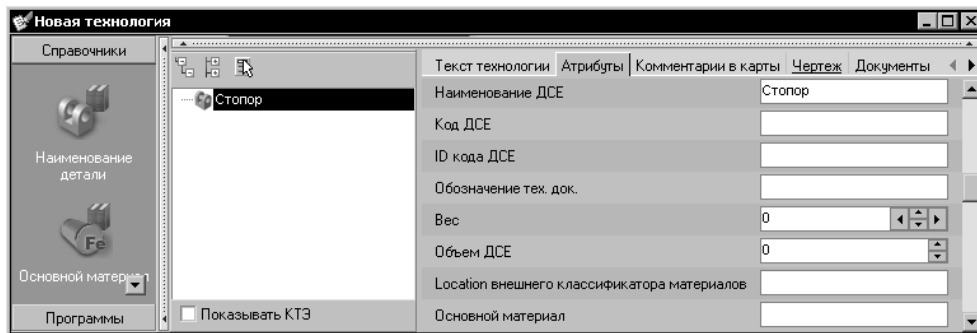 Новая технология
Справочники
Наименование
детали
Fe
Основной материал
Программы
Стопор
Показывать КТЭ
Текст технологии Атрибуты Комментарии в карты Чертеж Документы
Наименование ДСЕ Стопор
Код ДСЕ
ID кода ДСЕ
Обозначение тех. док.
Вес 0
Объем ДСЕ 0
Location внешнего классификатора материалов
Основной материал